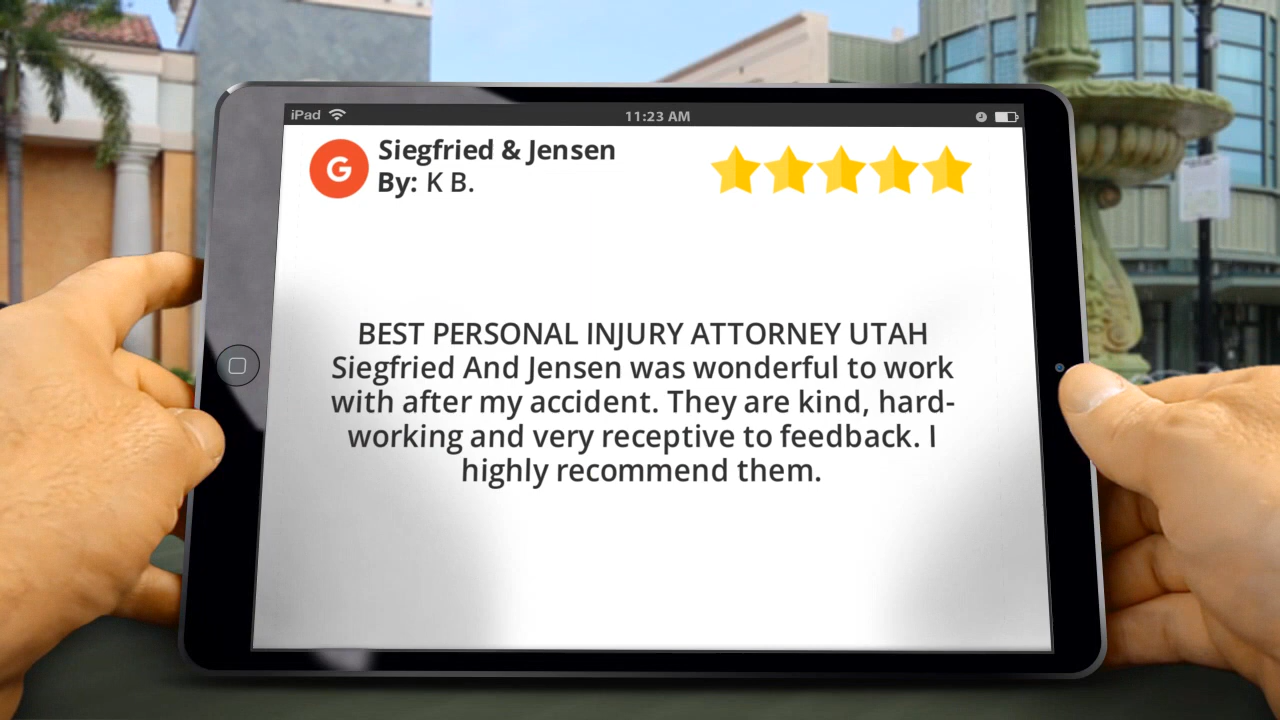 iPad
11:23 AM
G
Siegfried & Jensen
By: K B.
BEST PERSONAL INJURY ATTORNEY UTAH
Siegfried And Jensen was wonderful to work
with after my accident. They are kind, hard-
working and very receptive to feedback. I
highly recommend them.